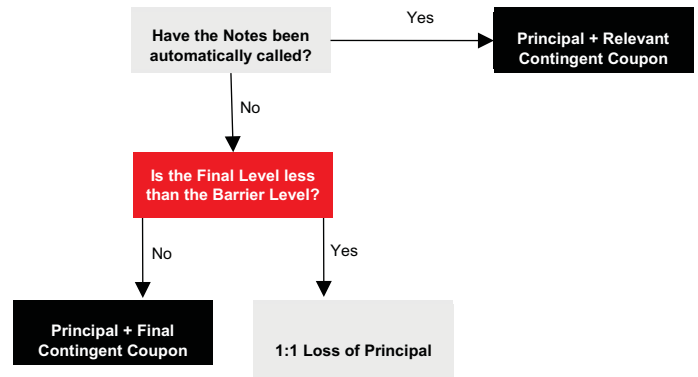 Have the Notes been
automatically called?
Yes
Principal + Relevant
Contingent Coupon
No
Is the Final Level less
than the Barrier Level?
No
Yes
Principal + Final
Contingent Coupon
1:1 Loss of Principal